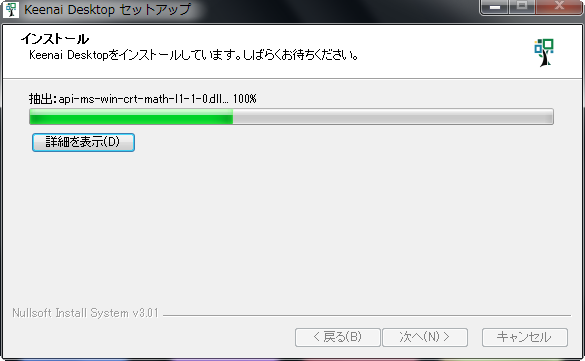 Keenai Desktop セットアップ
インストール
Keenai Desktopをインストールしています。しばらくお待ちください。
抽出: api-ms-win-crt-math-l1-1-0.dll... 100%
詳細を表示(D)
Nullsoft Install System v3.01
< 戻る(B) 次へ(N) > キャンセル